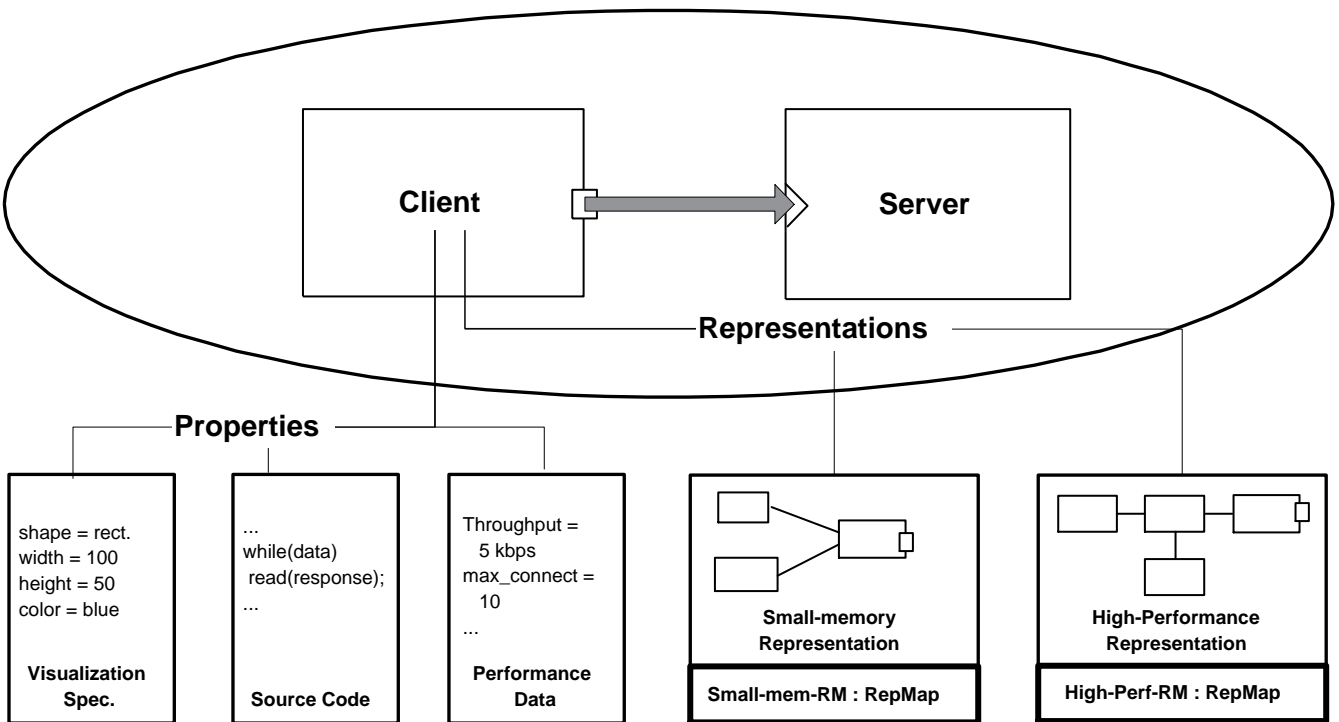 Client
Server
Representations
Properties
shape = rect.
width = 100
height = 50
color = blue
Visualization
Spec.
...
while(data)
read(response);
...
Source Code
Throughput =
5 kbps
max_connect =
10
...
Performance
Data
Small-memory
Representation
Small-mem-RM : RepMap
High-Performance
Representation
High-Perf-RM : RepMap